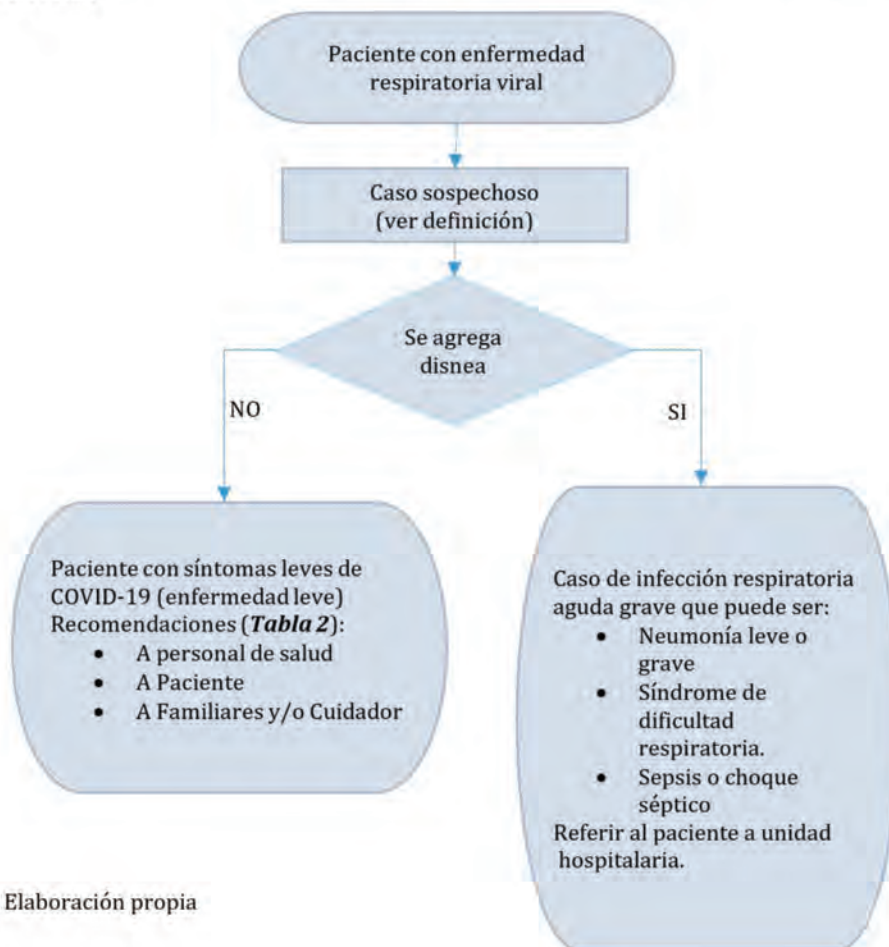 Paciente con enfermedad
respiratoria viral
Caso sospechoso
(ver definición)
Se agrega
disnea
NO
SI
Paciente con síntomas leves de
COVID-19 (enfermedad leve)
Recomendaciones (Tabla 2):
• A personal de salud
• A Paciente
• A Familiares y/o Cuidador
Caso de infección respiratoria
aguda grave que puede ser:
• Neumonía leve o
grave
• Síndrome de
dificultad
respiratoria.
• Sepsis o choque
séptico
Referir al paciente a unidad
hospitalaria.
Elaboración propia